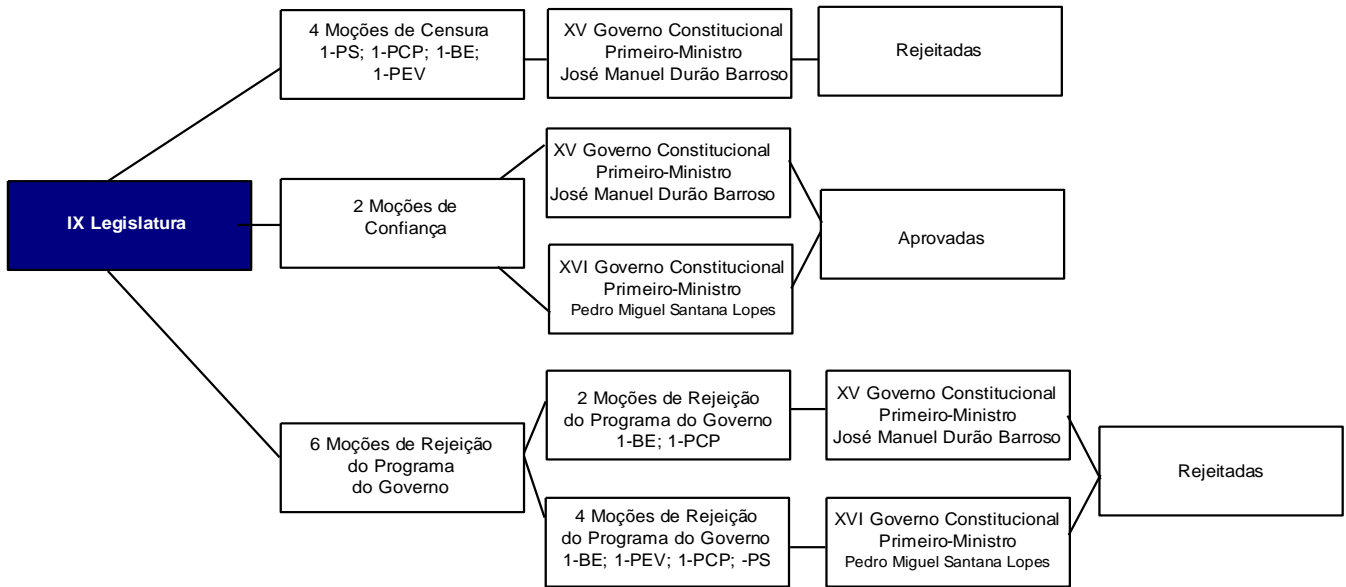 4 Moções de Censura
1-PS; 1-PCP; 1-BE;
1-PEV
XV Governo Constitucional
Primeiro-Ministro
José Manuel Durão Barroso
Rejeitadas
IX Legislatura
2 Moções de
Confiança
XV Governo Constitucional
Primeiro-Ministro
José Manuel Durão Barroso
XVI Governo Constitucional
Primeiro-Ministro
Pedro Miguel Santana Lopes
Aprovadas
6 Moções de Rejeição
do Programa
do Governo
2 Moções de Rejeição
do Programa do Governo
1-BE; 1-PCP
XV Governo Constitucional
Primeiro-Ministro
José Manuel Durão Barroso
4 Moções de Rejeição
do Programa do Governo
1-BE; 1-PEV; 1-PCP; -PS
XVI Governo Constitucional
Primeiro-Ministro
Pedro Miguel Santana Lopes
Rejeitadas